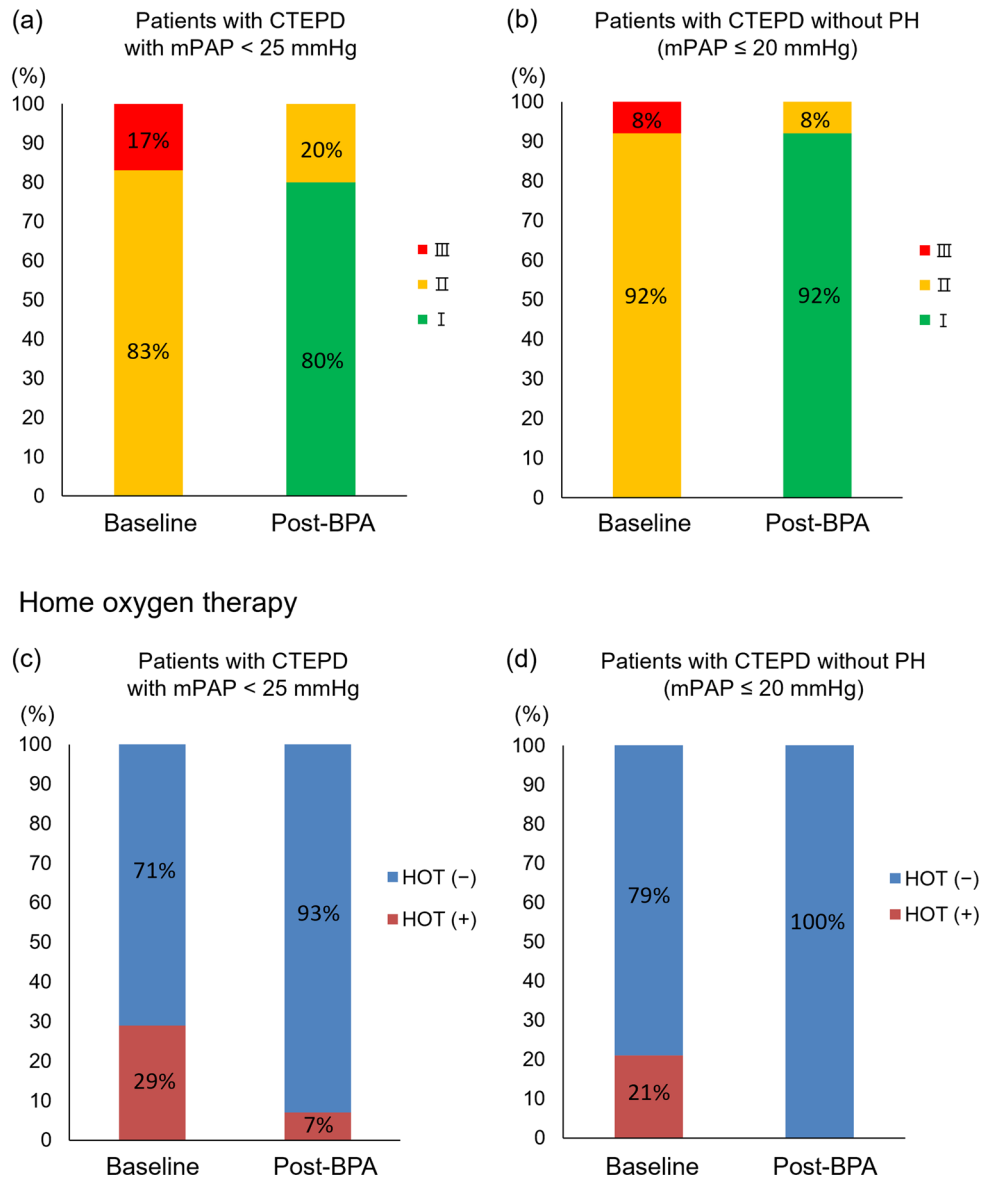 (a)
Patients with CTEPD
with mPAP < 25 mmHg
(%)
100
90
80
70
60
50
40
30
20
10
0
17%
83%
20%
80%
Baseline
Post-BPA
Ⅲ
Ⅱ
Ⅰ
(b)
Patients with CTEPD without PH
(mPAP ≤ 20 mmHg)
(%)
100
90
80
70
60
50
40
30
20
10
0
8%
92%
8%
92%
Baseline
Post-BPA
Ⅲ
Ⅱ
Ⅰ
Home oxygen therapy
(c)
Patients with CTEPD
with mPAP < 25 mmHg
(%)
100
90
80
70
60
50
40
30
20
10
0
71%
29%
93%
7%
Baseline
Post-BPA
HOT (−)
HOT (+)
(d)
Patients with CTEPD without PH
(mPAP ≤ 20 mmHg)
(%)
100
90
80
70
60
50
40
30
20
10
0
79%
21%
100%
Baseline
Post-BPA
HOT (−)
HOT (+)